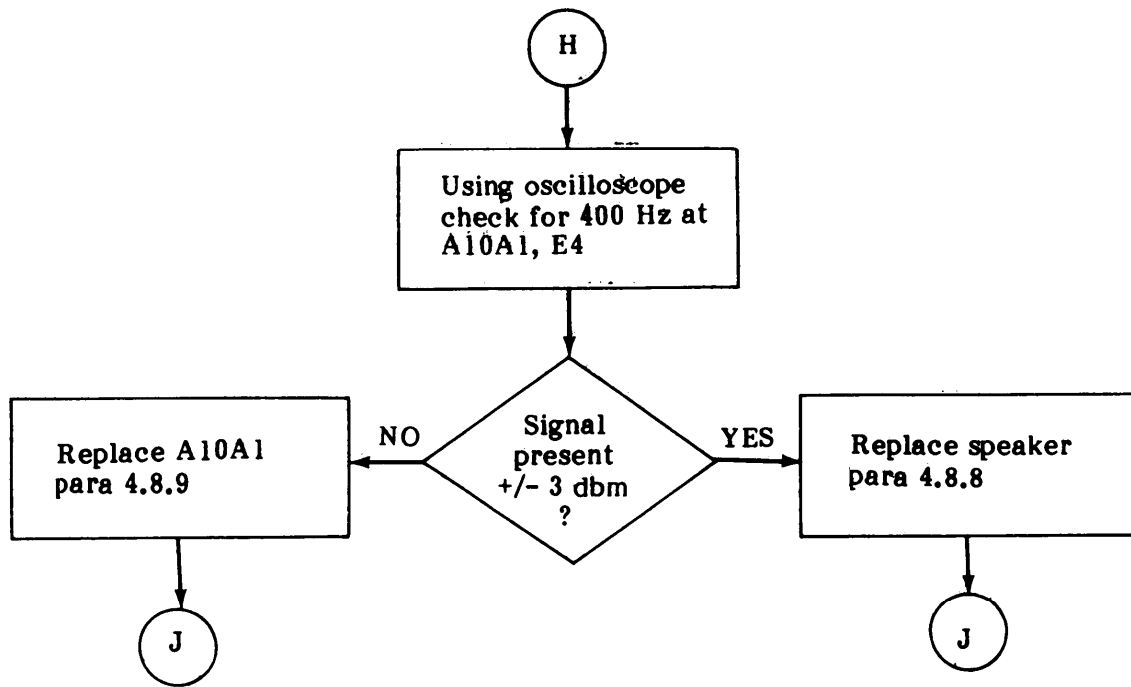 H
Using oscilloscope
check for 400 Hz at
A10A1, E4
Signal
present
+/- 3 dbm
?
NO
YES
Replace A10A1
para 4.8.9
Replace speaker
para 4.8.8
J
J